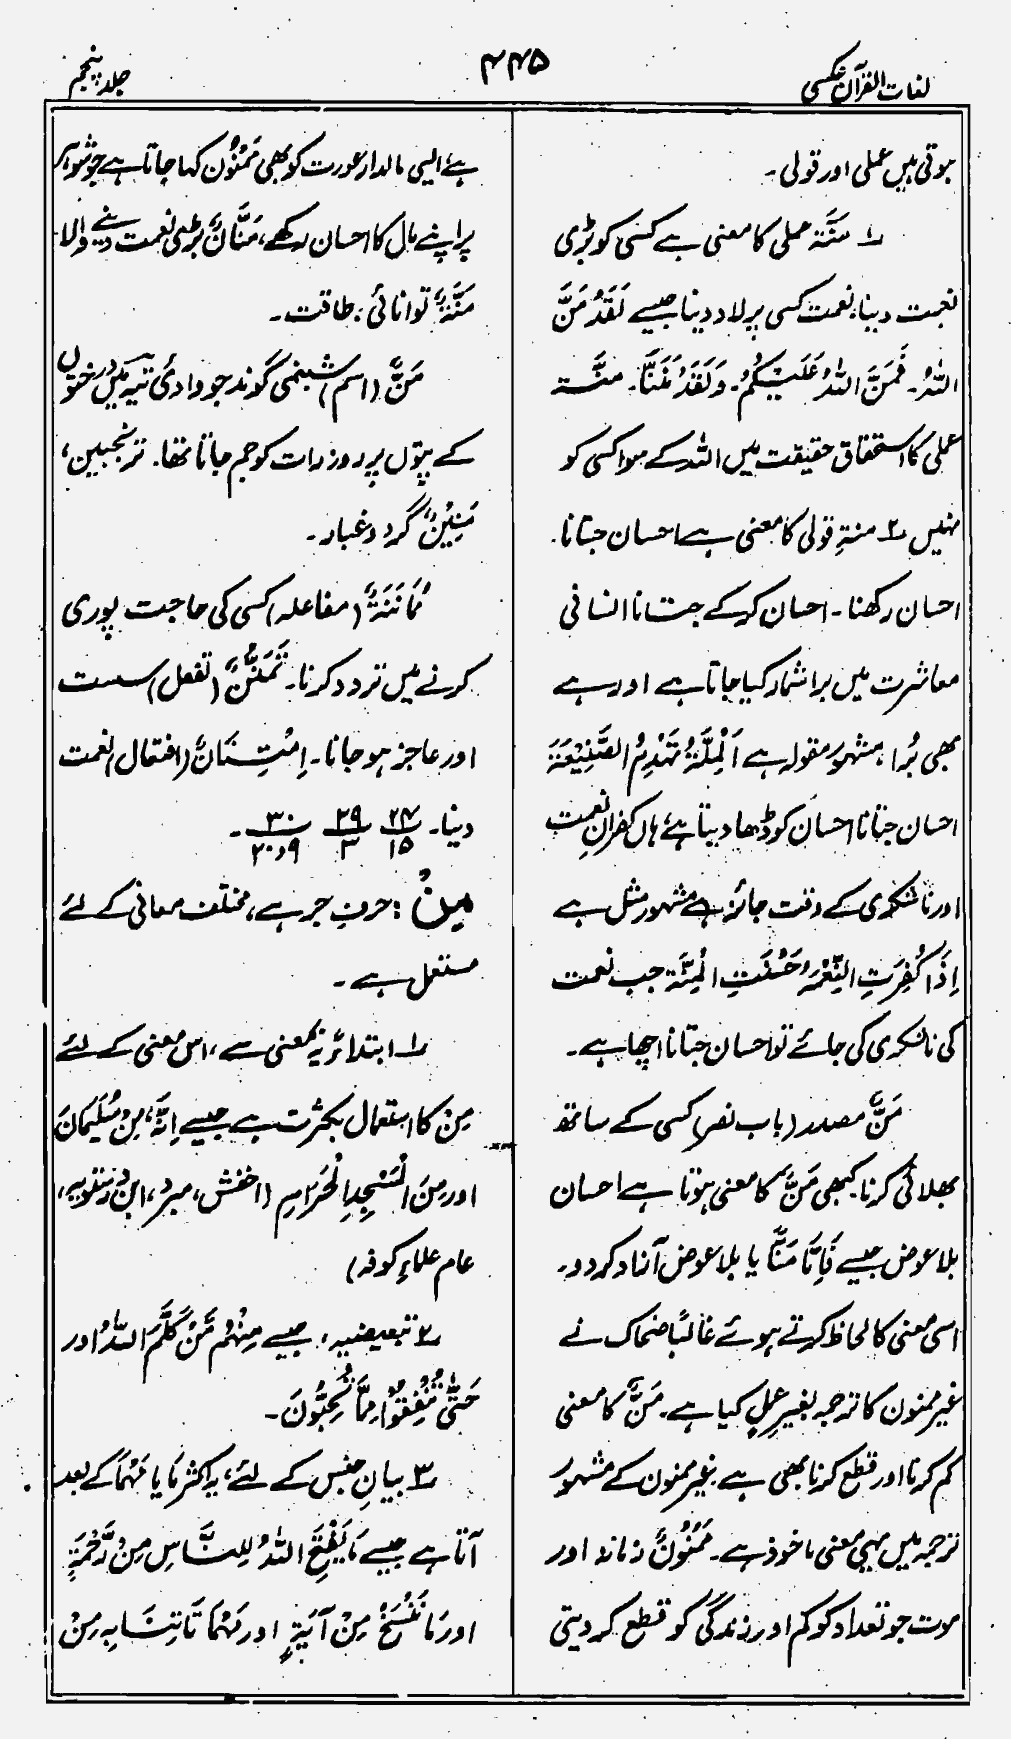 لغات القرآن عکسی
۴۴۵
جلد پنجم
ہوتی ہیں عملی اور قولی ۔
۱ منّۃ عملی کا معنی ہے کسی کو بڑی
نعمت دینا، نعمت کسی پر لاد دینا جیسے لَقَدْ مَنَّ
اللّٰہُ ۔ فَمَنَّ اللّٰہُ عَلَیْکُمْ ۔ وَلَقَدْ مَنَنَّا ۔ منّۃ
عملی کا استحقاق حقیقت میں اللہ کے سوا کسی کو
نہیں ۲ منۃِ قولی کا معنی ہے احسان جتانا ۔
احسان رکھنا ۔ احسان کر کے جتانا انسانی
معاشرت میں برا شمار کیا جاتا ہے اور ہے
بھی بُرا، مشہور مقولہ ہے اَلْمِنَّۃُ تَہْدِمُ الصَّنِیْعَۃَ
احسان جتانا احسان کو ڈھا دیتا ہے، ہاں کفرانِ نعمت
اور ناشکری کے وقت جائز ہے مشہور مثل ہے
اِذَا کُفِرَتِ النِّعْمَۃُ حَسُنَتِ الْمِنَّۃ جب نعمت
کی ناشکری کی جائے تو احسان جتانا اچھا ہے ۔
مَنٌّ مصدر (باب نصر) کسی کے ساتھ
بھلائی کرنا کبھی مَنٌّ کا معنی ہوتا ہے احسان
بلا عوض جیسے فَاِمَّا مَنًّا یا بلا عوض آزاد کر دو ۔
اسی معنی کا لحاظ کرتے ہوئے غالباً ضحاک نے
غیر ممنون کا ترجمہ بغیر عملٍ کیا ہے ۔ مَنٌّ کا معنی
کم کرنا اور قطع کرنا بھی ہے، غیر ممنون کے مشہور
ترجمہ میں یہی معنی ماخوذ ہے ۔ مَمْنُوْنٌ زمانہ اور
موت جو تعداد کو کم اور زندگی کو قطع کر دیتی
ہے، ایسی مالدار عورت کو بھی مَمْنُوْن کہا جاتا ہے جو شوہر
پر اپنے مال کا احسان رکھے، مَنَّانٌ بڑی نعمت دینے والا
مُنَّۃٌ توانائی، طاقت ۔
مَنٌّ (اسم) شبنمی گوند جو وادیٔ تیہ میں درختوں
کے پتوں پر روز رات کو جم جاتا تھا ۔ ترنجبین،
مَنِیْنٌ گرد و غبار ۔
مُمَانَنَۃٌ (مفاعلہ) کسی کی حاجت پوری
کرنے میں تردد کرنا ۔ تَمَنُّنٌ (تفعل) سست
اور عاجز ہو جانا ۔ اِمْتِنَانٌ (افتعال) نعمت
دینا ۔ ۲۷/۱۵ ۲۹/۳ ۳۰/۹و۲۰ ۔
مِنْ : حرفِ جر ہے، مختلف معانی کے لئے
مستعمل ہے ۔
۱ ابتدائیہ بمعنی سے، اس معنی کے لئے
مِنْ کا استعمال بکثرت ہے جیسے اِنَّہٗ مِنْ سُلَیْمَانَ
اور مِنَ الْمَسْجِدِ الْحَرَامِ (اخفش، مبرد، ابن درستویہ،
عام علماءِ کوفہ)
۲ تبعیضیہ، جیسے مِنْہُمْ مَّنْ کَلَّمَ اللّٰہُ اور
حَتّٰی تُنْفِقُوْا مِمَّا تُحِبُّوْنَ ۔
۳ بیانِ جنس کے لئے، یہ اکثر مَا یا مَہْمَا کے بعد
آتا ہے جیسے مَا یَفْتَحِ اللّٰہُ لِلنَّاسِ مِنْ رَّحْمَۃٍ
اور مَا نَنْسَخْ مِنْ آیَۃٍ اور مَہْمَا تَاْتِنَا بِہٖ مِنْ